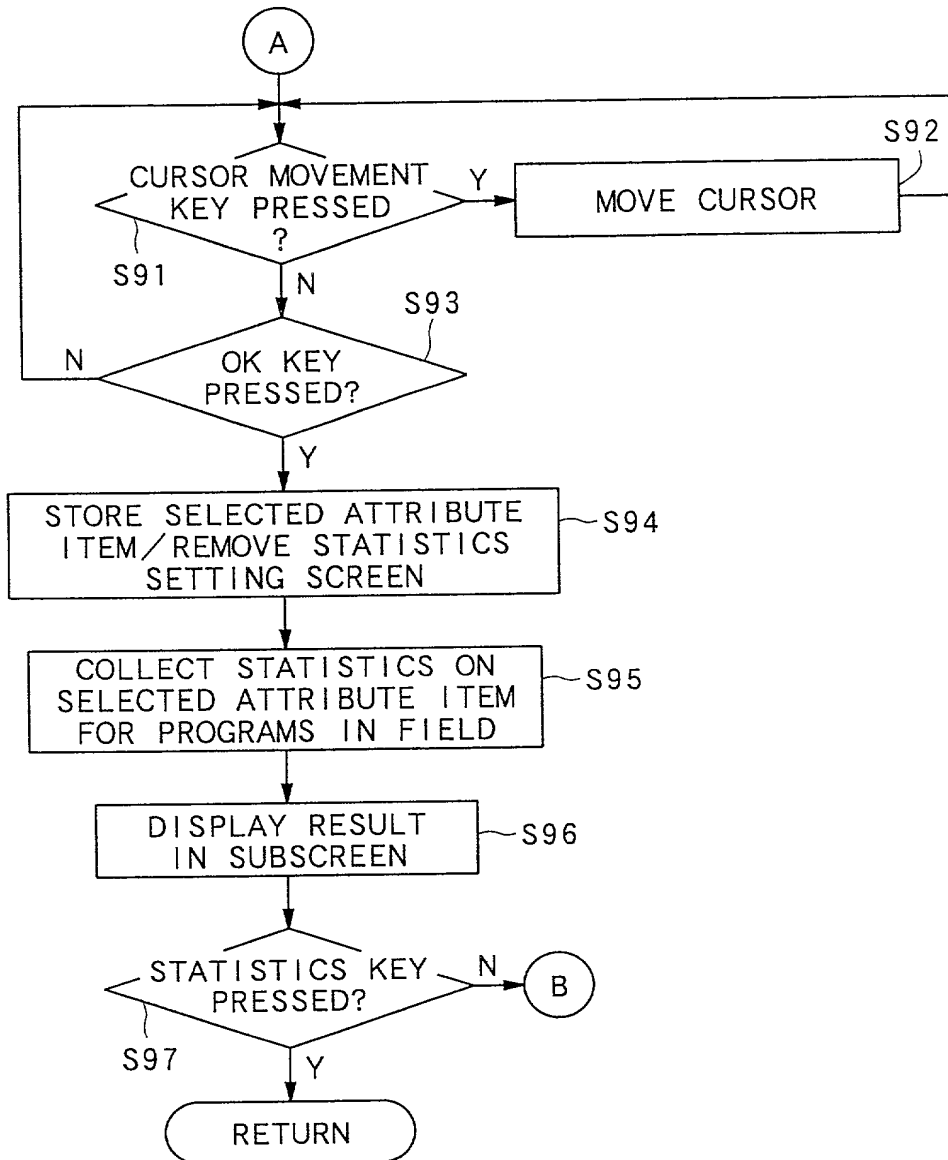 A
CURSOR MOVEMENT
KEY PRESSED
?
Y
S92
MOVE CURSOR
S91
N
S93
OK KEY
PRESSED?
N
Y
STORE SELECTED ATTRIBUTE
ITEM/REMOVE STATISTICS
SETTING SCREEN
S94
COLLECT STATISTICS ON
SELECTED ATTRIBUTE ITEM
FOR PROGRAMS IN FIELD
S95
DISPLAY RESULT
IN SUBSCREEN
S96
STATISTICS KEY
PRESSED?
N
B
S97
Y
RETURN